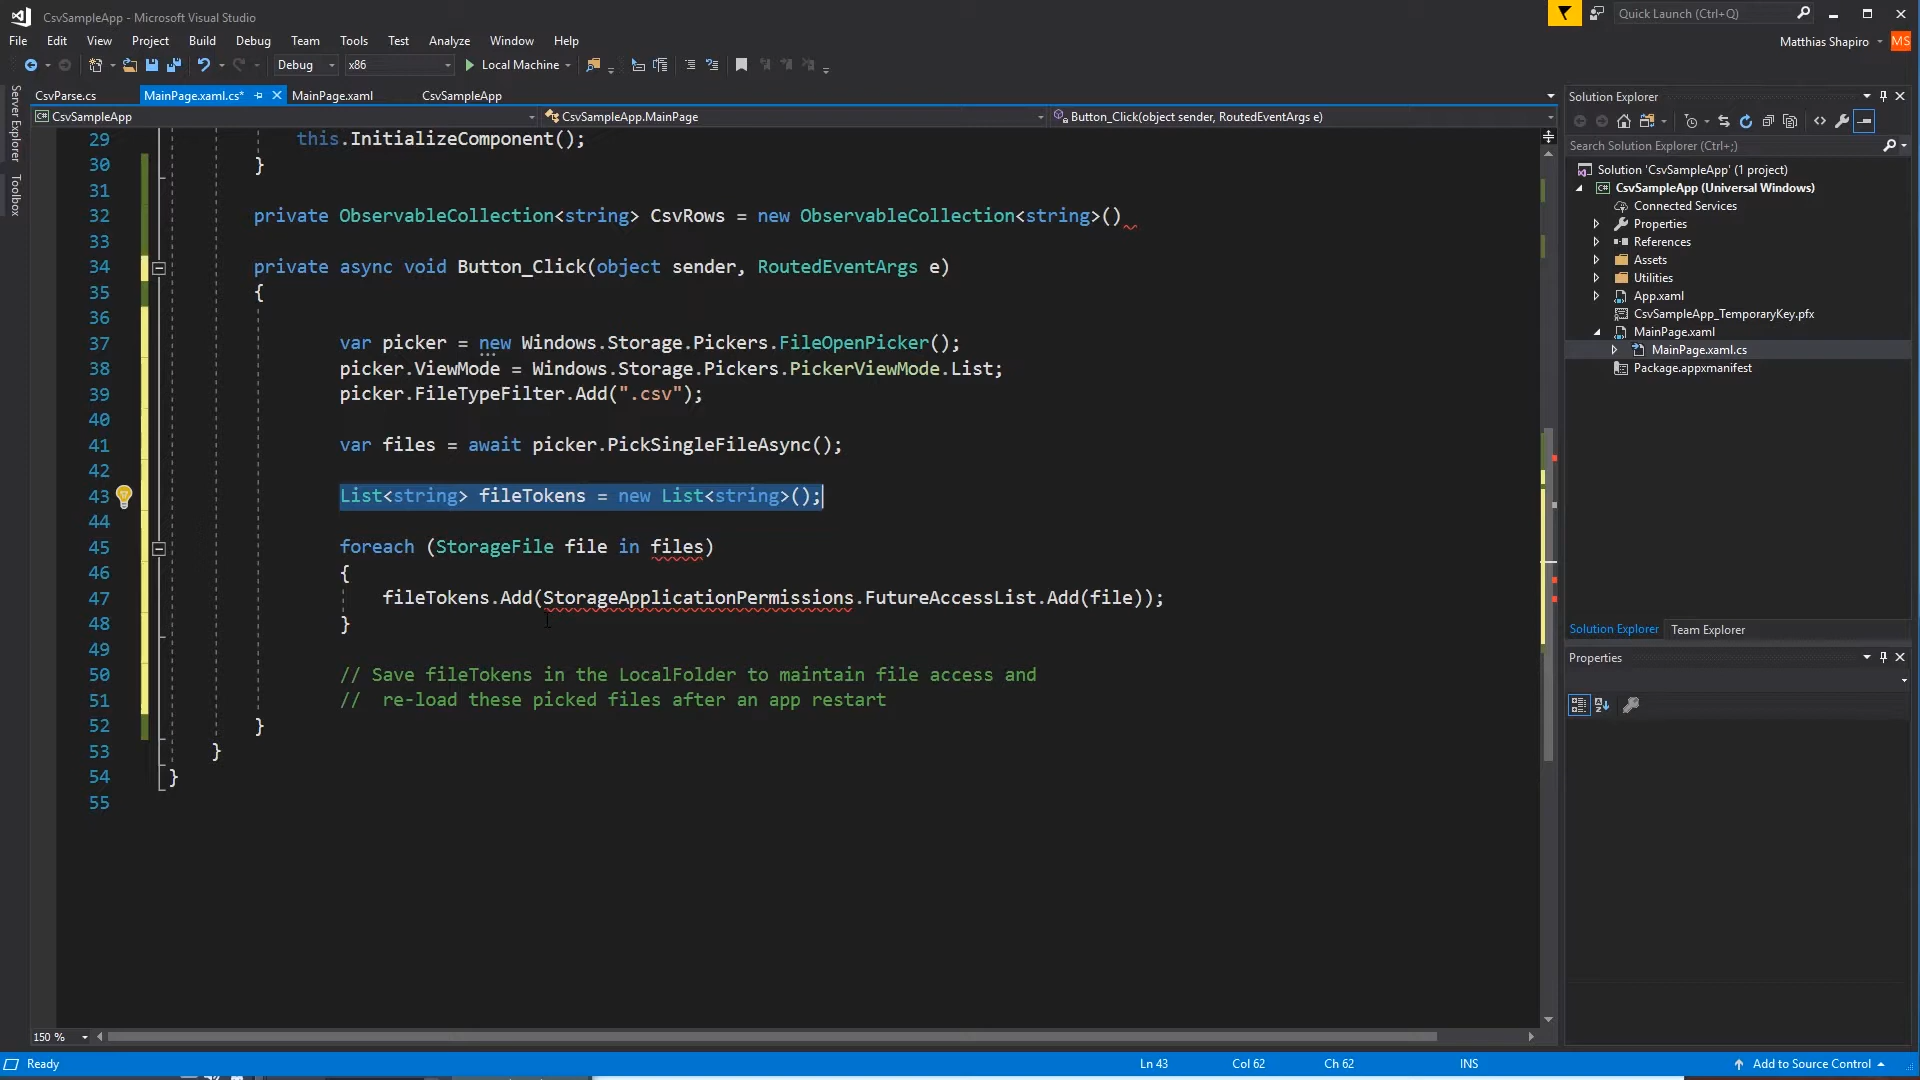 CsvSampleApp - Microsoft Visual Studio
Quick Launch (Ctrl+Q)
File Edit View Project Build Debug Team Tools Test Analyze Window Help
Matthias Shapiro MS
Debug x86 Local Machine
Server Explorer
Toolbox
CsvParse.cs MainPage.xaml.cs* MainPage.xaml CsvSampleApp
CsvSampleApp CsvSampleApp.MainPage Button_Click(object sender, RoutedEventArgs e)
29 this.InitializeComponent();
30 }
31
32 private ObservableCollection<string> CsvRows = new ObservableCollection<string>()
33
34 private async void Button_Click(object sender, RoutedEventArgs e)
35 {
36
37 var picker = new Windows.Storage.Pickers.FileOpenPicker();
38 picker.ViewMode = Windows.Storage.Pickers.PickerViewMode.List;
39 picker.FileTypeFilter.Add(".csv");
40
41 var files = await picker.PickSingleFileAsync();
42
43 List<string> fileTokens = new List<string>();
44
45 foreach (StorageFile file in files)
46 {
47 fileTokens.Add(StorageApplicationPermissions.FutureAccessList.Add(file));
48 }
49
50 // Save fileTokens in the LocalFolder to maintain file access and
51 // re-load these picked files after an app restart
52 }
53 }
54 }
55
150 %
Solution Explorer
Search Solution Explorer (Ctrl+;)
Solution 'CsvSampleApp' (1 project)
CsvSampleApp (Universal Windows)
Connected Services
Properties
References
Assets
Utilities
App.xaml
CsvSampleApp_TemporaryKey.pfx
MainPage.xaml
MainPage.xaml.cs
Package.appxmanifest
Solution Explorer Team Explorer
Properties
Ready Ln 43 Col 62 Ch 62 INS Add to Source Control